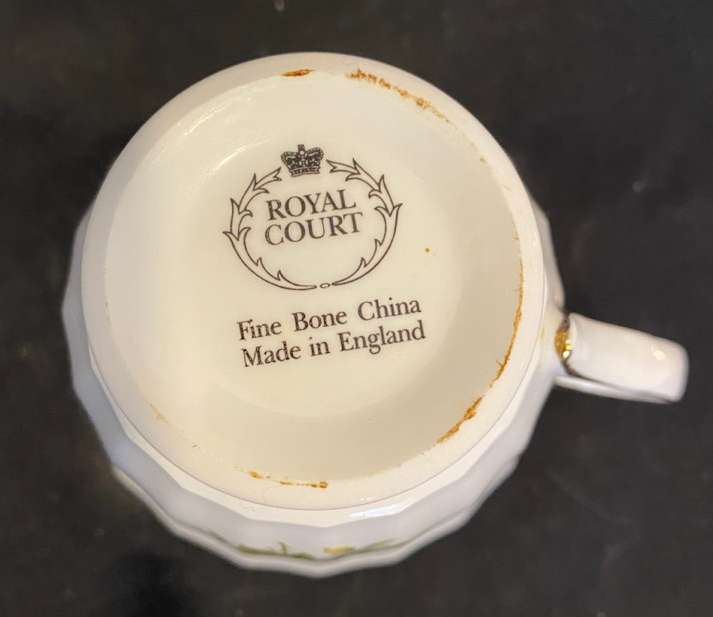 ROYAL
COURT
Fine Bone China
Made in England